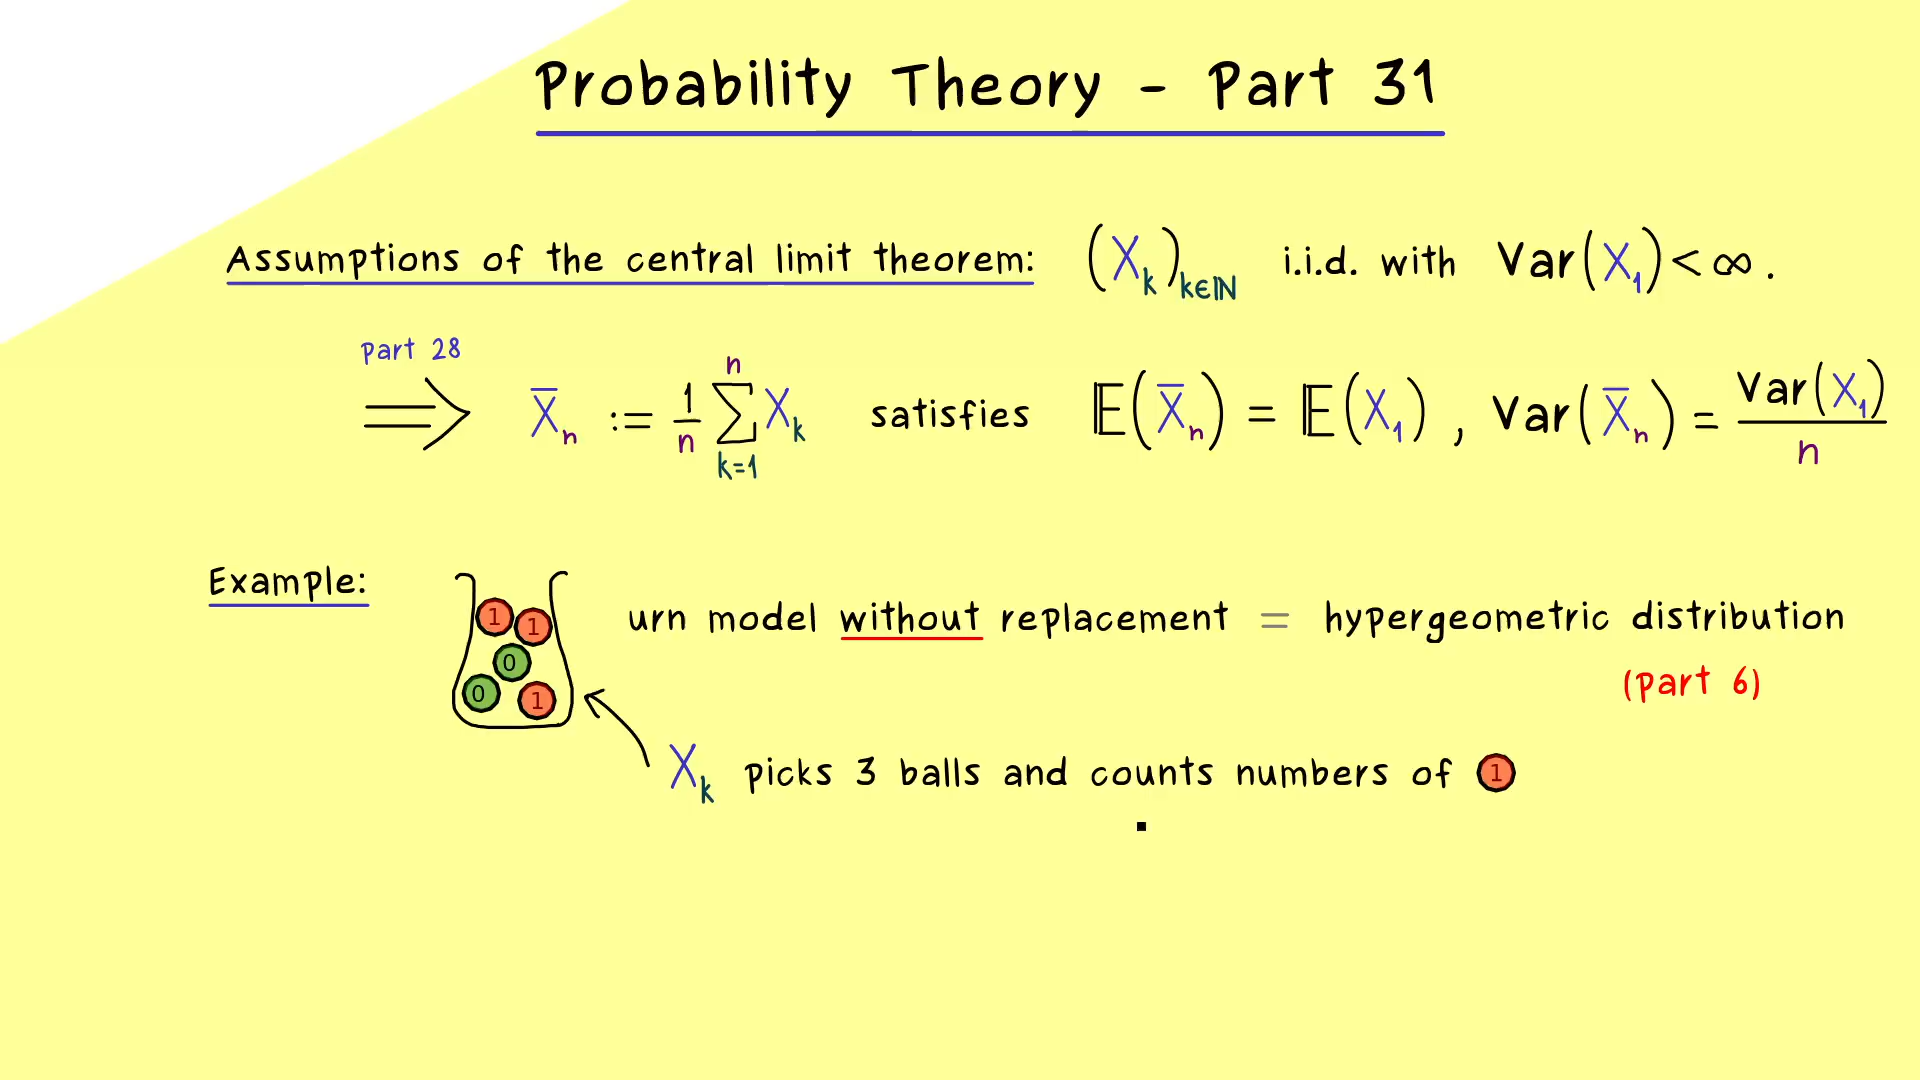 Probability Theory - Part 31
Assumptions of the central limit theorem: (X_k)_{k∈ℕ} i.i.d. with Var(X_1) < ∞ .
Part 28
⟹ X̄_n := 1/n ∑_{k=1}^{n} X_k satisfies 𝔼(X̄_n) = 𝔼(X_1) , Var(X̄_n) = Var(X_1)/n
Example: urn model without replacement = hypergeometric distribution
1 1
0
0 1
(part 6)
X_k picks 3 balls and counts numbers of 1